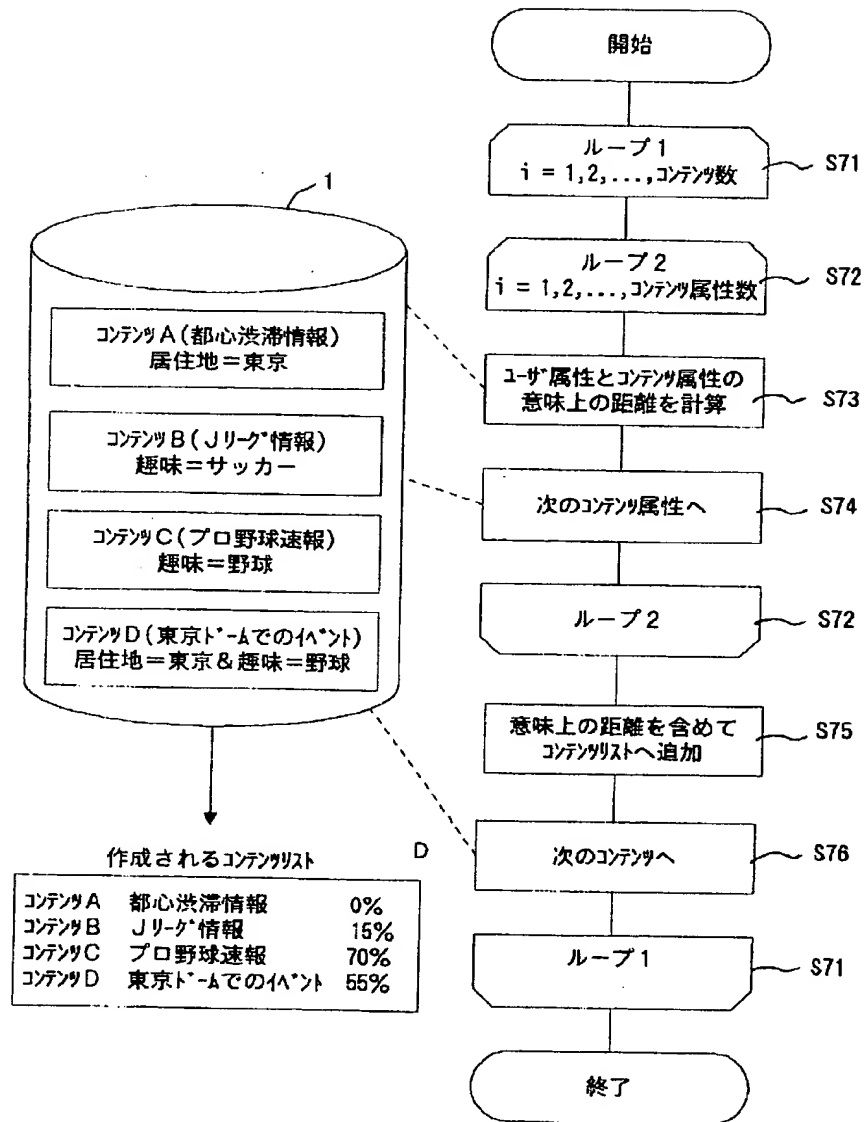 開始
ループ1
i = 1,2,...,コンテンツ数
S71
ループ2
i = 1,2,...,コンテンツ属性数
S72
ユーザ属性とコンテンツ属性の
意味上の距離を計算
S73
次のコンテンツ属性へ
S74
ループ2
S72
意味上の距離を含めて
コンテンツリストへ追加
S75
次のコンテンツへ
S76
ループ1
S71
終了
1
コンテンツA(都心渋滞情報)
居住地=東京
コンテンツB(Jリーグ情報)
趣味=サッカー
コンテンツC(プロ野球速報)
趣味=野球
コンテンツD(東京ドームでのイベント)
居住地=東京&趣味=野球
作成されるコンテンツリスト
D
コンテンツA 都心渋滞情報 0%
コンテンツB Jリーグ情報 15%
コンテンツC プロ野球速報 70%
コンテンツD 東京ドームでのイベント 55%